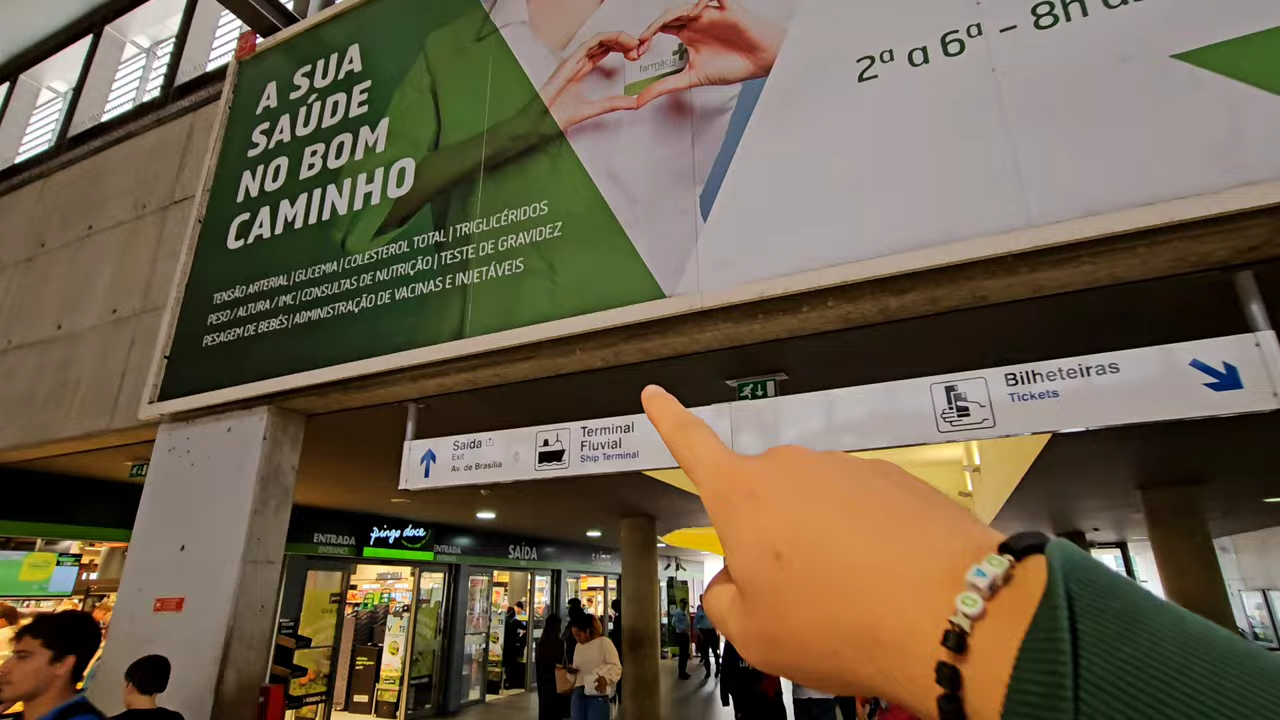 A SUA
SAÚDE
NO BOM
CAMINHO
TENSÃO ARTERIAL | GLICEMIA | COLESTEROL TOTAL | TRIGLICÉRIDOS
PESO / ALTURA / IMC | CONSULTAS DE NUTRIÇÃO | TESTE DE GRAVIDEZ
PESAGEM DE BEBÉS | ADMINISTRAÇÃO DE VACINAS E INJETÁVEIS
farmácia
2ª a 6ª - 8h
Saída
Exit
Av. de Brasília
Terminal
Fluvial
Ship Terminal
Bilheteiras
Tickets
ENTRADA
pingo doce
ENTRADA
SAÍDA